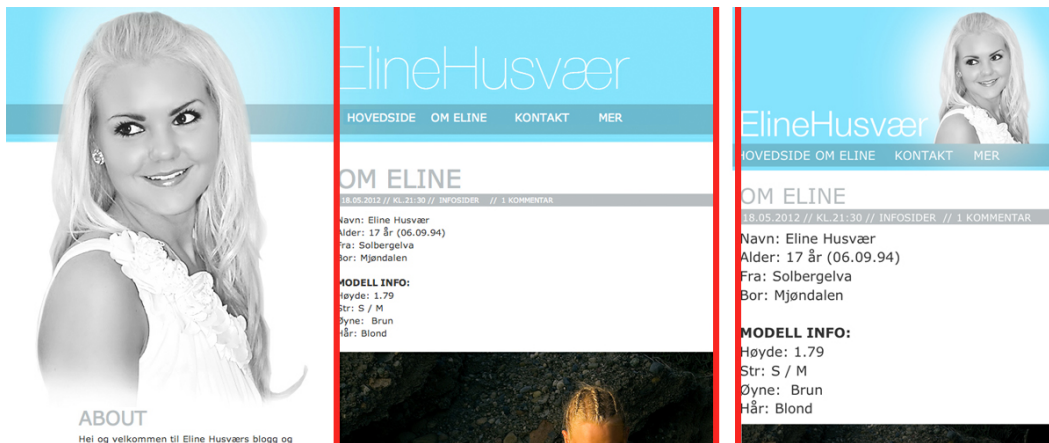 ABOUT
Hei og velkommen til Eline Husværs blogg og
ElineHusvær
HOVEDSIDE OM ELINE KONTAKT MER
OM ELINE
18.05.2012 // KL.21:30 // INFOSIDER // 1 KOMMENTAR
Navn: Eline Husvær
Alder: 17 år (06.09.94)
Fra: Solbergelva
Bor: Mjøndalen
MODELL INFO:
Høyde: 1.79
Str: S / M
Øyne: Brun
Hår: Blond
ElineHusvær
HOVEDSIDE OM ELINE KONTAKT MER
OM ELINE
18.05.2012 // KL.21:30 // INFOSIDER // 1 KOMMENTAR
Navn: Eline Husvær
Alder: 17 år (06.09.94)
Fra: Solbergelva
Bor: Mjøndalen
MODELL INFO:
Høyde: 1.79
Str: S / M
Øyne: Brun
Hår: Blond